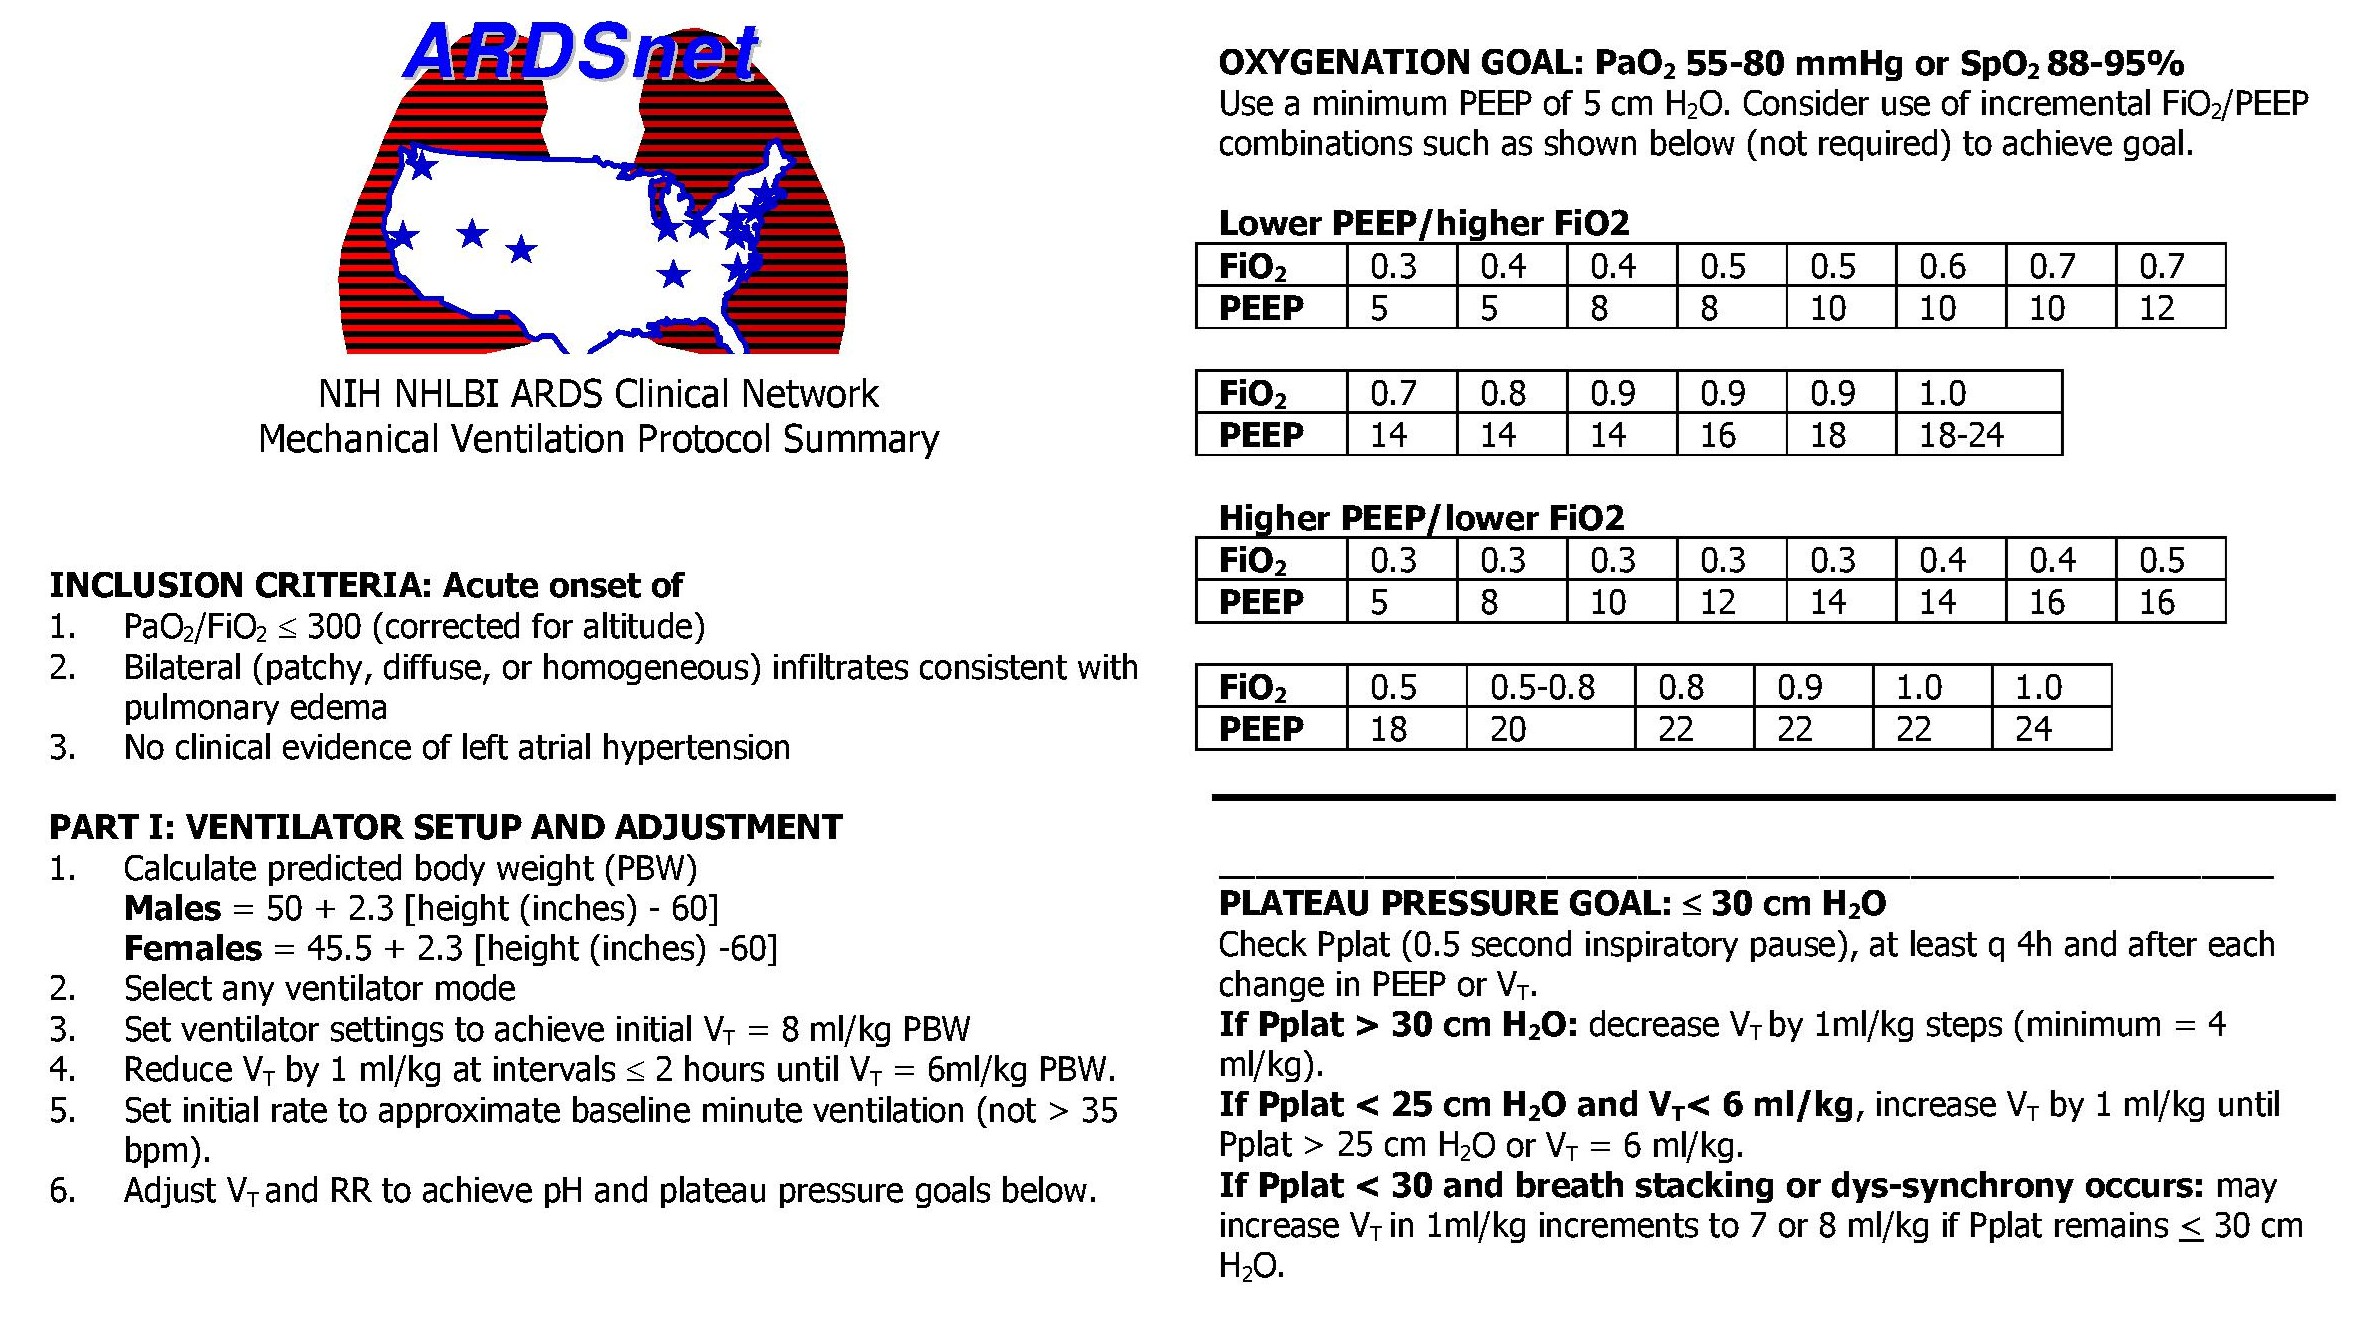 ARDSnet
NIH NHLBI ARDS Clinical Network
Mechanical Ventilation Protocol Summary
INCLUSION CRITERIA: Acute onset of
1. PaO₂/FiO₂ ≤ 300 (corrected for altitude)
2. Bilateral (patchy, diffuse, or homogeneous) infiltrates consistent with
pulmonary edema
3. No clinical evidence of left atrial hypertension
PART I: VENTILATOR SETUP AND ADJUSTMENT
1. Calculate predicted body weight (PBW)
Males = 50 + 2.3 [height (inches) - 60]
Females = 45.5 + 2.3 [height (inches) -60]
2. Select any ventilator mode
3. Set ventilator settings to achieve initial V_T = 8 ml/kg PBW
4. Reduce V_T by 1 ml/kg at intervals ≤ 2 hours until V_T = 6ml/kg PBW.
5. Set initial rate to approximate baseline minute ventilation (not > 35
bpm).
6. Adjust V_T and RR to achieve pH and plateau pressure goals below.
OXYGENATION GOAL: PaO₂ 55-80 mmHg or SpO₂ 88-95%
Use a minimum PEEP of 5 cm H₂O. Consider use of incremental FiO₂/PEEP
combinations such as shown below (not required) to achieve goal.
Lower PEEP/higher FiO2
FiO₂ 0.3 0.4 0.4 0.5 0.5 0.6 0.7 0.7
PEEP 5 5 8 8 10 10 10 12
FiO₂ 0.7 0.8 0.9 0.9 0.9 1.0
PEEP 14 14 14 16 18 18-24
Higher PEEP/lower FiO2
FiO₂ 0.3 0.3 0.3 0.3 0.3 0.4 0.4 0.5
PEEP 5 8 10 12 14 14 16 16
FiO₂ 0.5 0.5-0.8 0.8 0.9 1.0 1.0
PEEP 18 20 22 22 22 24
PLATEAU PRESSURE GOAL: ≤ 30 cm H₂O
Check Pplat (0.5 second inspiratory pause), at least q 4h and after each
change in PEEP or V_T.
If Pplat > 30 cm H₂O: decrease V_T by 1ml/kg steps (minimum = 4
ml/kg).
If Pplat < 25 cm H₂O and V_T< 6 ml/kg, increase V_T by 1 ml/kg until
Pplat > 25 cm H₂O or V_T = 6 ml/kg.
If Pplat < 30 and breath stacking or dys-synchrony occurs: may
increase V_T in 1ml/kg increments to 7 or 8 ml/kg if Pplat remains ≤ 30 cm
H₂O.